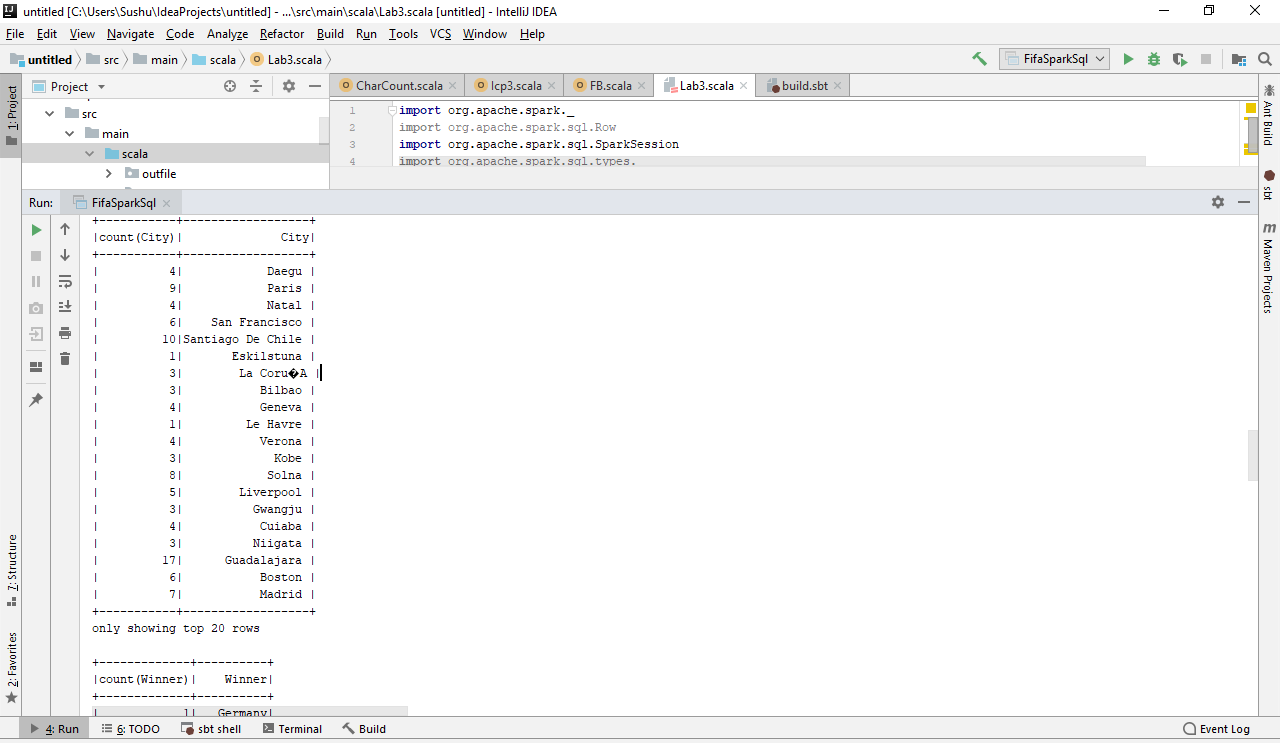 untitled [C:\Users\Sushu\IdeaProjects\untitled] - ...\src\main\scala\Lab3.scala [untitled] - IntelliJ IDEA
File Edit View Navigate Code Analyze Refactor Build Run Tools VCS Window Help
untitled src main scala Lab3.scala FifaSparkSql
1: Project
Project
src
main
scala
outfile
CharCount.scala lcp3.scala FB.scala Lab3.scala build.sbt
1 import org.apache.spark._
2 import org.apache.spark.sql.Row
3 import org.apache.spark.sql.SparkSession
4 import org.apache.spark.sql.types.
Ant Build
sbt
m Maven Projects
Run: FifaSparkSql
+-----------+------------------+
|count(City)|              City|
+-----------+------------------+
|          4|            Daegu |
|          9|            Paris |
|          4|            Natal |
|          6|    San Francisco |
|         10|Santiago De Chile |
|          1|       Eskilstuna |
|          3|        La Coru�A |
|          3|           Bilbao |
|          4|           Geneva |
|          1|         Le Havre |
|          4|           Verona |
|          3|             Kobe |
|          8|            Solna |
|          5|        Liverpool |
|          3|          Gwangju |
|          4|           Cuiaba |
|          3|          Niigata |
|         17|      Guadalajara |
|          6|           Boston |
|          7|           Madrid |
+-----------+------------------+
only showing top 20 rows
+-------------+----------+
|count(Winner)|    Winner|
+-------------+----------+
|            1|   Germany|
7: Structure
2: Favorites
4: Run 6: TODO sbt shell Terminal Build Event Log